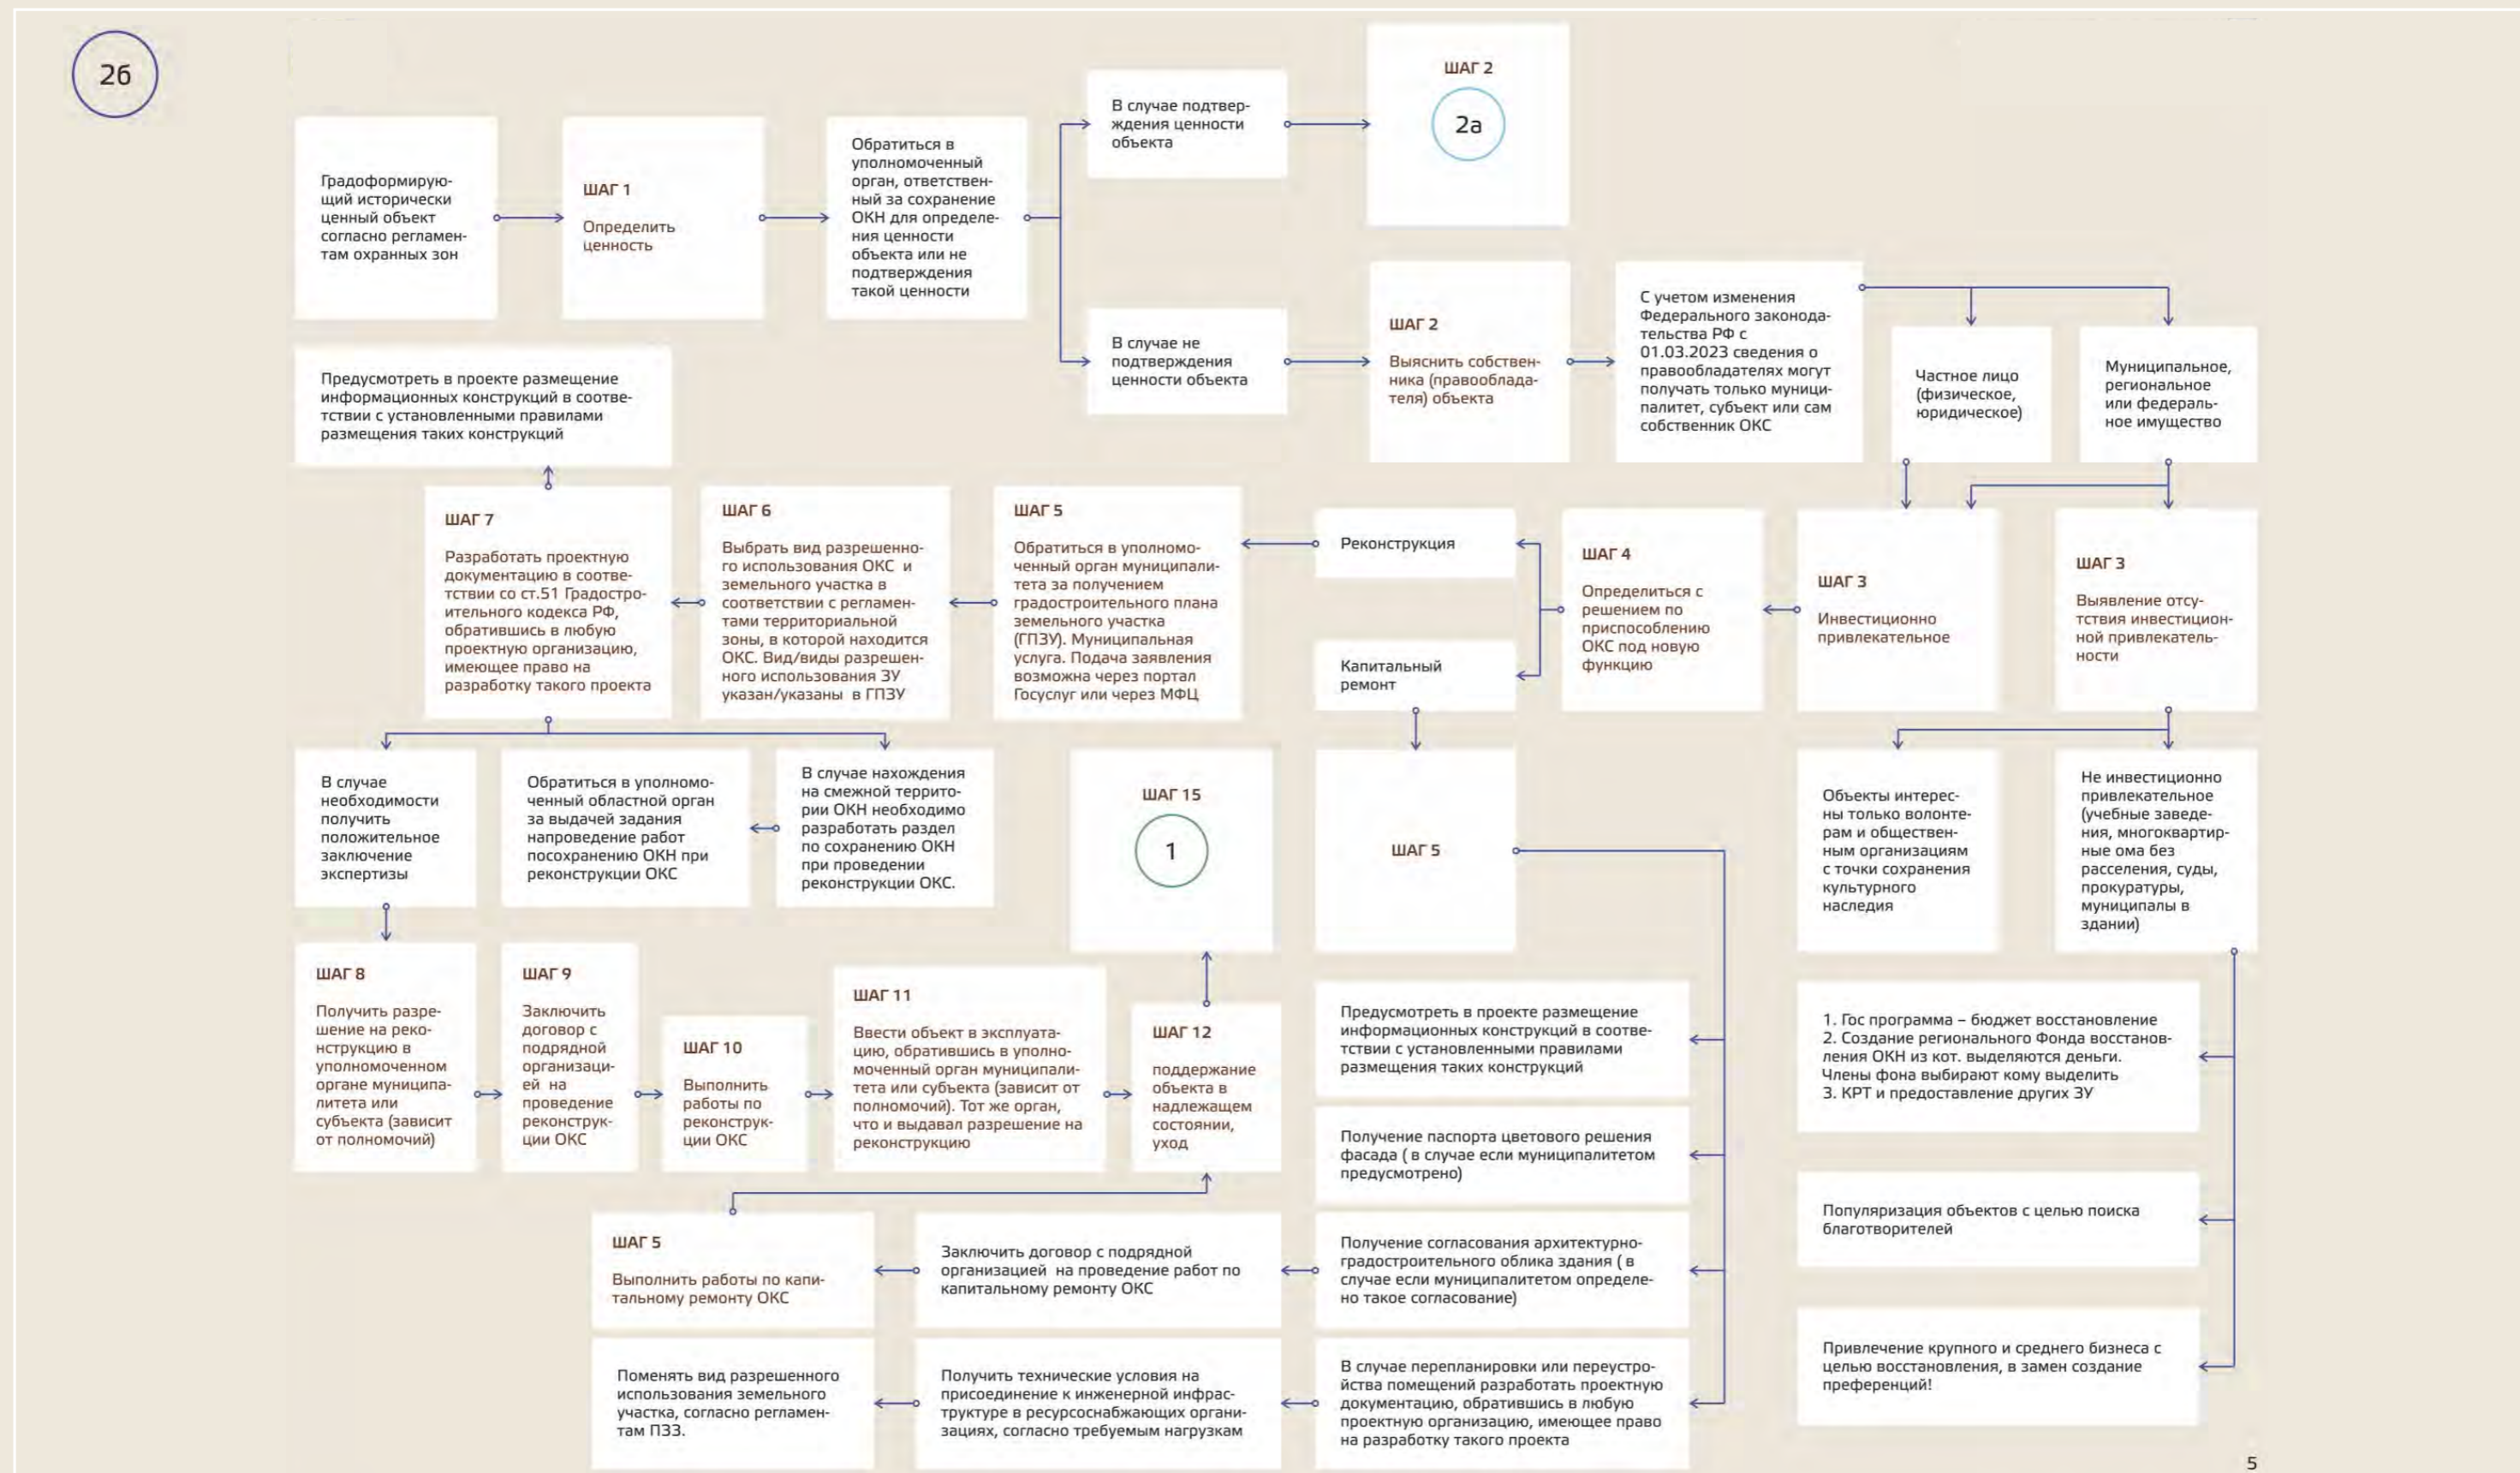 2б
Градоформирую-
щий исторически
ценный объект
согласно регламен-
там охранных зон
ШАГ 1
Определить
ценность
Обратиться в
уполномоченный
орган, ответствен-
ный за сохранение
ОКН для определе-
ния ценности
объекта или не
подтверждения
такой ценности
В случае подтвер-
ждения ценности
объекта
ШАГ 2
2а
В случае не
подтверждения
ценности объекта
ШАГ 2
Выяснить собствен-
ника (правооблада-
теля) объекта
С учетом изменения
Федерального законода-
тельства РФ с
01.03.2023 сведения о
правообладателях могут
получать только муници-
палитет, субъект или сам
собственник ОКС
Частное лицо
(физическое,
юридическое)
Муниципальное,
региональное
или федераль-
ное имущество
Предусмотреть в проекте размещение
информационных конструкций в соотве-
тствии с установленными правилами
размещения таких конструкций
ШАГ 7
Разработать проектную
документацию в соотве-
тствии со ст.51 Градостро-
ительного кодекса РФ,
обратившись в любую
проектную организацию,
имеющее право на
разработку такого проекта
ШАГ 6
Выбрать вид разрешенно-
го использования ОКС и
земельного участка в
соответствии с регламен-
тами территориальной
зоны, в которой находится
ОКС. Вид/виды разрешен-
ного использования ЗУ
указан/указаны в ГПЗУ
ШАГ 5
Обратиться в уполномо-
ченный орган муниципали-
тета за получением
градостроительного плана
земельного участка
(ГПЗУ). Муниципальная
услуга. Подача заявления
возможна через портал
Госуслуг или через МФЦ
Реконструкция
Капитальный
ремонт
ШАГ 4
Определиться с
решением по
приспособлению
ОКС под новую
функцию
ШАГ 3
Инвестиционно
привлекательное
ШАГ 3
Выявление отсу-
тствия инвестицион-
ной привлекатель-
ности
В случае
необходимости
получить
положительное
заключение
экспертизы
Обратиться в уполномо-
ченный областной орган
за выдачей задания
напроведение работ
посохранению ОКН при
реконструкции ОКС
В случае нахождения
на смежной террито-
рии ОКН необходимо
разработать раздел
по сохранению ОКН
при проведении
реконструкции ОКС.
ШАГ 15
1
ШАГ 5
Объекты интерес-
ны только волонте-
рам и обществен-
ным организациям
с точки сохранения
культурного
наследия
Не инвестиционно
привлекательное
(учебные заведе-
ния, многоквартир-
ные ома без
расселения, суды,
прокуратуры,
муниципалы в
здании)
ШАГ 8
Получить разре-
шение на реко-
нструкцию в
уполномоченном
органе муниципа-
литета или
субъекта (зависит
от полномочий)
ШАГ 9
Заключить
договор с
подрядной
организаци-
ей на
проведение
реконструк-
ции ОКС
ШАГ 10
Выполнить
работы по
реконструк-
ции ОКС
ШАГ 11
Ввести объект в эксплуата-
цию, обратившись в уполно-
моченный орган муниципали-
тета или субъекта (зависит от
полномочий). Тот же орган,
что и выдавал разрешение на
реконструкцию
ШАГ 12
поддержание
объекта в
надлежащем
состоянии,
уход
Предусмотреть в проекте размещение
информационных конструкций в соотве-
тствии с установленными правилами
размещения таких конструкций
1. Гос программа – бюджет восстановление
2. Создание регионального Фонда восстанов-
ления ОКН из кот. выделяются деньги.
Члены фона выбирают кому выделить
3. КРТ и предоставление других ЗУ
Получение паспорта цветового решения
фасада ( в случае если муниципалитетом
предусмотрено)
Популяризация объектов с целью поиска
благотворителей
ШАГ 5
Выполнить работы по капи-
тальному ремонту ОКС
Заключить договор с подрядной
организацией на проведение работ по
капитальному ремонту ОКС
Получение согласования архитектурно-
градостроительного облика здания ( в
случае если муниципалитетом определе-
но такое согласование)
Поменять вид разрешенного
использования земельного
участка, согласно регламен-
там ПЗЗ.
Получить технические условия на
присоединение к инженерной инфрас-
труктуре в ресурсоснабжающих органи-
зациях, согласно требуемым нагрузкам
В случае перепланировки или переустро-
йства помещений разработать проектную
документацию, обратившись в любую
проектную организацию, имеющее право
на разработку такого проекта
Привлечение крупного и среднего бизнеса с
целью восстановления, в замен создание
преференций!
5